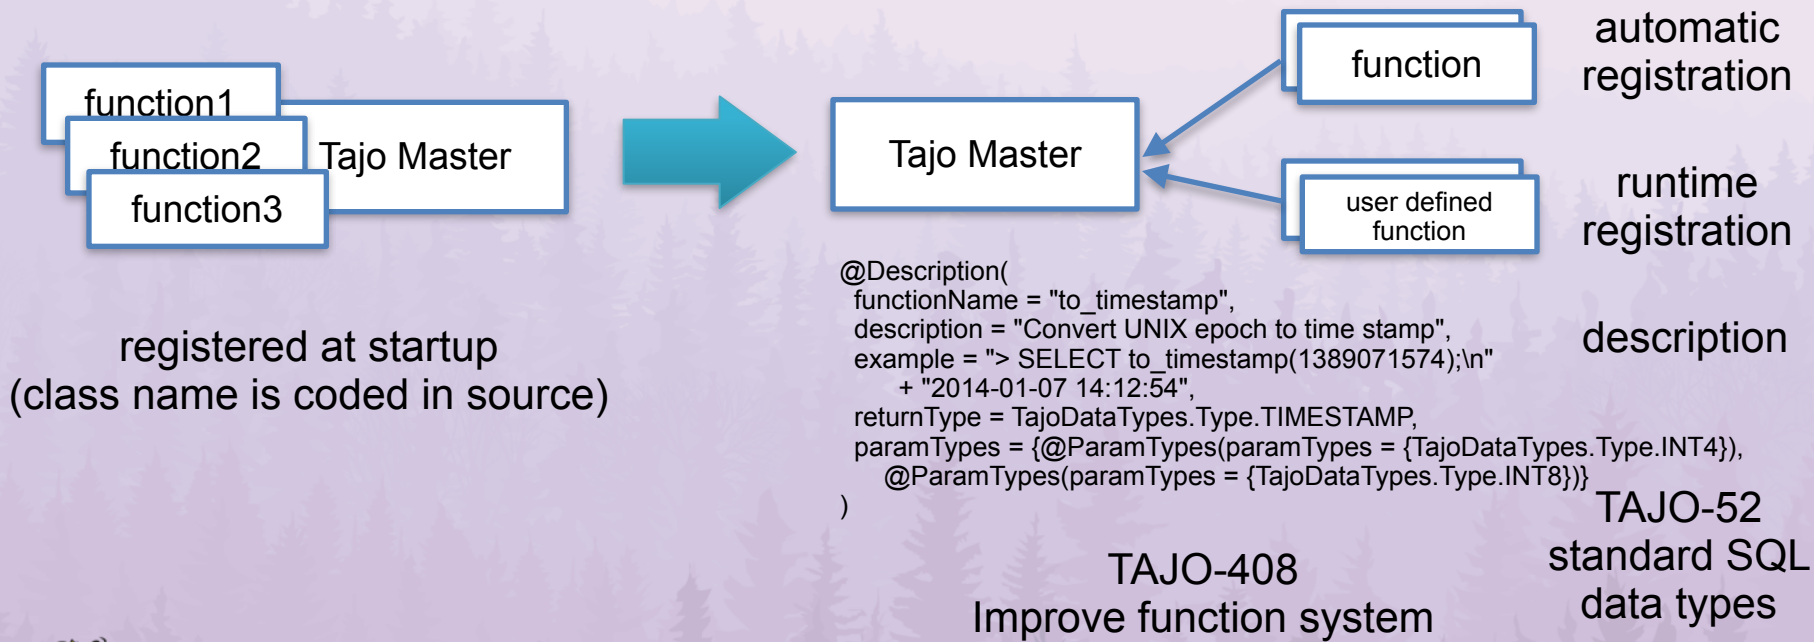 function1
function2
function3
Tajo Master
registered at startup
(class name is coded in source)
Tajo Master
function
automatic
registration
user defined
function
runtime
registration
@Description(
functionName = "to_timestamp",
description = "Convert UNIX epoch to time stamp",
example = "> SELECT to_timestamp(1389071574);\n"
+ "2014-01-07 14:12:54",
returnType = TajoDataTypes.Type.TIMESTAMP,
paramTypes = {@ParamTypes(paramTypes = {TajoDataTypes.Type.INT4}),
@ParamTypes(paramTypes = {TajoDataTypes.Type.INT8})}
)
description
TAJO-408
Improve function system
TAJO-52
standard SQL
data types